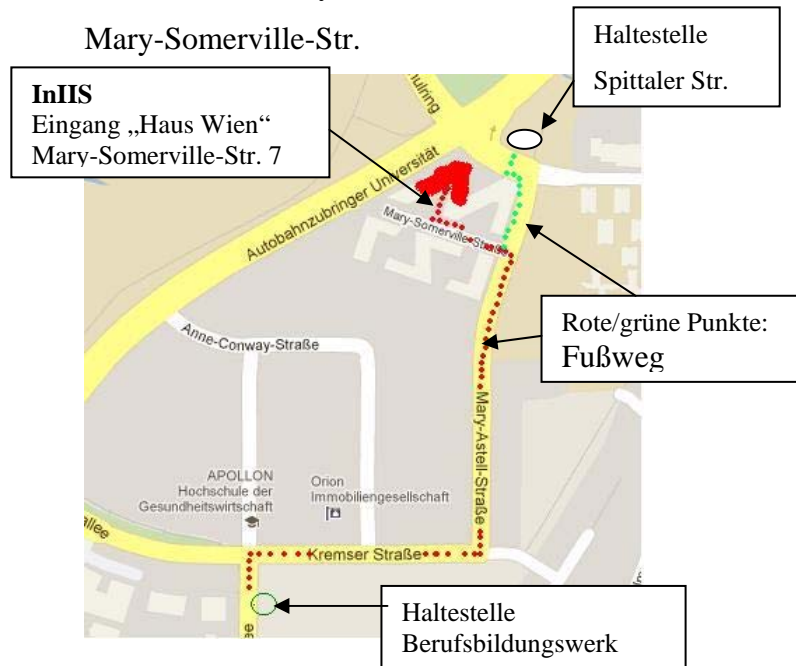 Mary-Somerville-Str.
Haltestelle
Spittaler Str.
InIIS
Eingang „Haus Wien“
Mary-Somerville-Str. 7
Autobahnzubringer Universität
Mary-Somerville-Straße
Rote/grüne Punkte:
Fußweg
Anne-Conway-Straße
Mary-Astell-Straße
APOLLON
Hochschule der
Gesundheitswirtschaft
Orion
Immobiliengesellschaft
allee
Kremser Straße
Haltestelle
Berufsbildungswerk